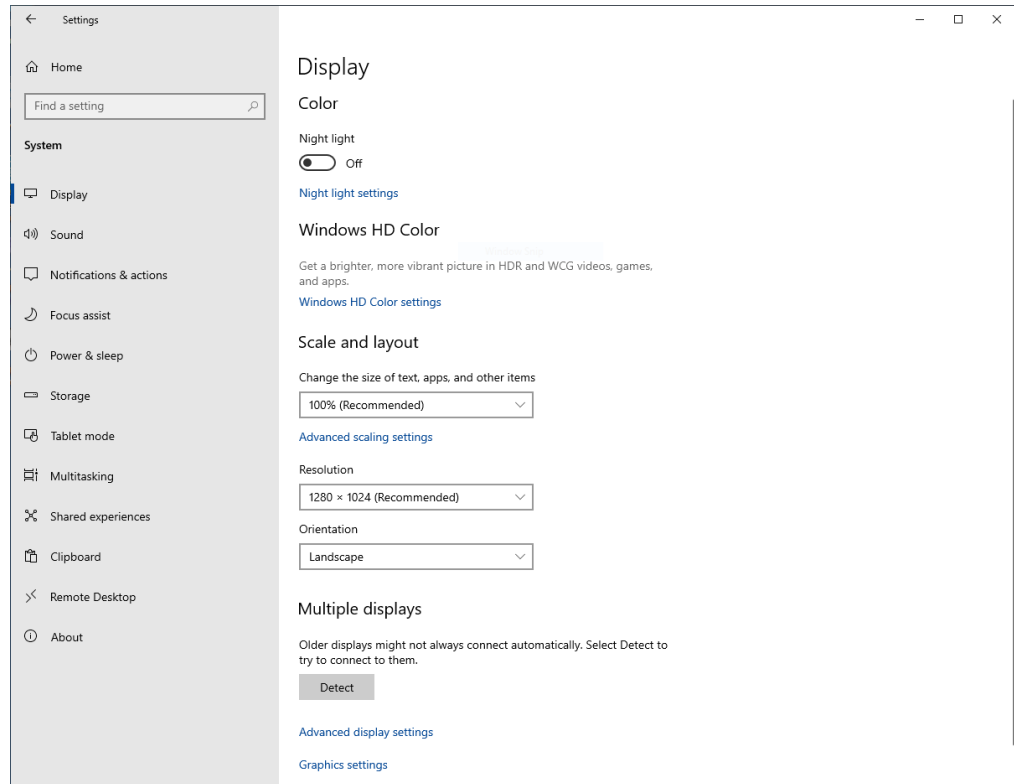 Settings
Home
Find a setting
System
Display
Sound
Notifications & actions
Focus assist
Power & sleep
Storage
Tablet mode
Multitasking
Shared experiences
Clipboard
Remote Desktop
About
Display
Color
Night light
Off
Night light settings
Windows HD Color
Get a brighter, more vibrant picture in HDR and WCG videos, games,
and apps.
Windows HD Color settings
Scale and layout
Change the size of text, apps, and other items
100% (Recommended)
Advanced scaling settings
Resolution
1280 × 1024 (Recommended)
Orientation
Landscape
Multiple displays
Older displays might not always connect automatically. Select Detect to
try to connect to them.
Detect
Advanced display settings
Graphics settings